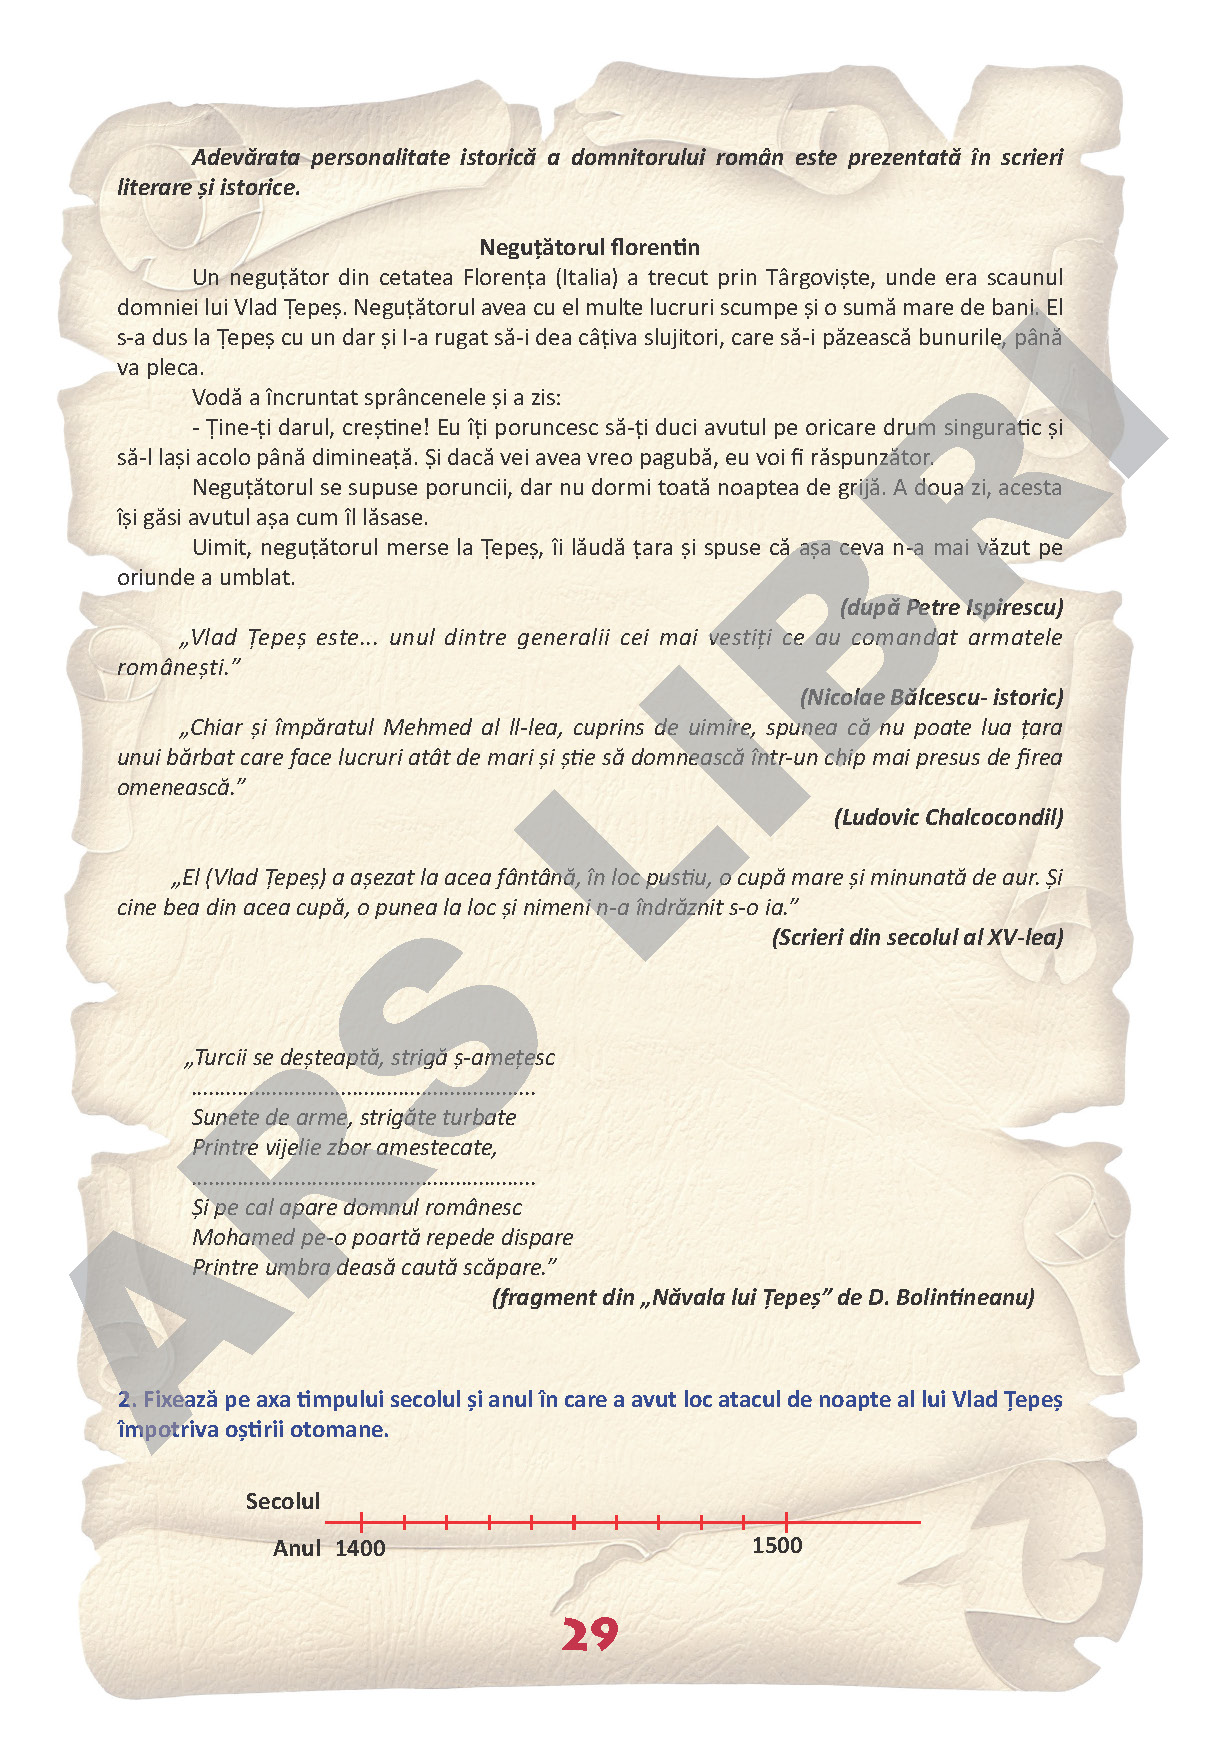 Adevărata personalitate istorică a domnitorului român este prezentată în scrieri
literare și istorice.
Neguțătorul florentin
Un neguțător din cetatea Florența (Italia) a trecut prin Târgoviște, unde era scaunul
domniei lui Vlad Țepeș. Neguțătorul avea cu el multe lucruri scumpe și o sumă mare de bani. El
s-a dus la Țepeș cu un dar și I-a rugat să-i dea câțiva slujitori, care să-i păzească bunurile, până
va pleca.
Vodă a încruntat sprâncenele și a zis:
- Ține-ți darul, creștine! Eu îți poruncesc să-ți duci avutul pe oricare drum singuratic și
să-l lași acolo până dimineață. Și dacă vei avea vreo pagubă, eu voi fi răspunzător.
Neguțătorul se supuse poruncii, dar nu dormi toată noaptea de grijă. A doua zi, acesta
își găsi avutul așa cum îl lăsase.
Uimit, neguțătorul merse la Țepeș, îi lăudă țara și spuse că așa ceva n-a mai văzut pe
oriunde a umblat.
(după Petre Ispirescu)
„Vlad Țepeș este... unul dintre generalii cei mai vestiți ce au comandat armatele
românești.”
(Nicolae Bălcescu- istoric)
„Chiar și împăratul Mehmed al ll-lea, cuprins de uimire, spunea că nu poate lua țara
unui bărbat care face lucruri atât de mari și știe să domnească într-un chip mai presus de firea
omenească.”
(Ludovic Chalcocondil)
„El (Vlad Țepeș) a așezat la acea fântână, în loc pustiu, o cupă mare și minunată de aur. Și
cine bea din acea cupă, o punea la loc și nimeni n-a îndrăznit s-o ia.”
(Scrieri din secolul al XV-lea)
„Turcii se deșteaptă, strigă ș-amețesc
............................................................
Sunete de arme, strigăte turbate
Printre vijelie zbor amestecate,
............................................................
Și pe cal apare domnul românesc
Mohamed pe-o poartă repede dispare
Printre umbra deasă caută scăpare.”
(fragment din „Năvala lui Țepeș” de D. Bolintineanu)
2. Fixează pe axa timpului secolul și anul în care a avut loc atacul de noapte al lui Vlad Țepeș
împotriva oștirii otomane.
Secolul
Anul 1400 1500
29
ARS LIBRI